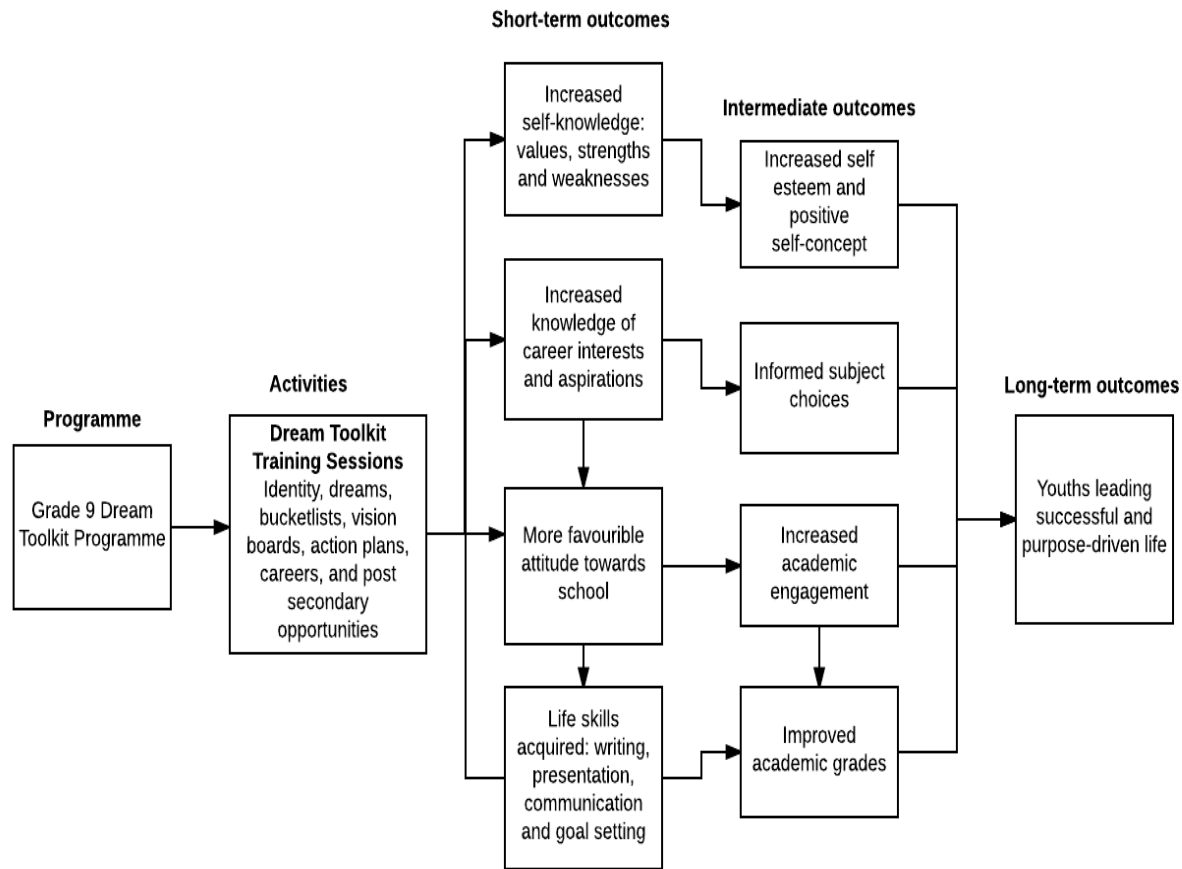 Short-term outcomes
Increased
self-knowledge:
values, strengths
and weaknesses
Intermediate outcomes
Increased self
esteem and
positive
self-concept
Increased
knowledge of
career interests
and aspirations
Informed subject
choices
Programme
Grade 9 Dream
Toolkit Programme
Activities
Dream Toolkit
Training Sessions
Identity, dreams,
bucketlists, vision
boards, action plans,
careers, and post
secondary
opportunities
More favourible
attitude towards
school
Increased
academic
engagement
Long-term outcomes
Youths leading
successful and
purpose-driven life
Life skills
acquired: writing,
presentation,
communication
and goal setting
Improved
academic grades